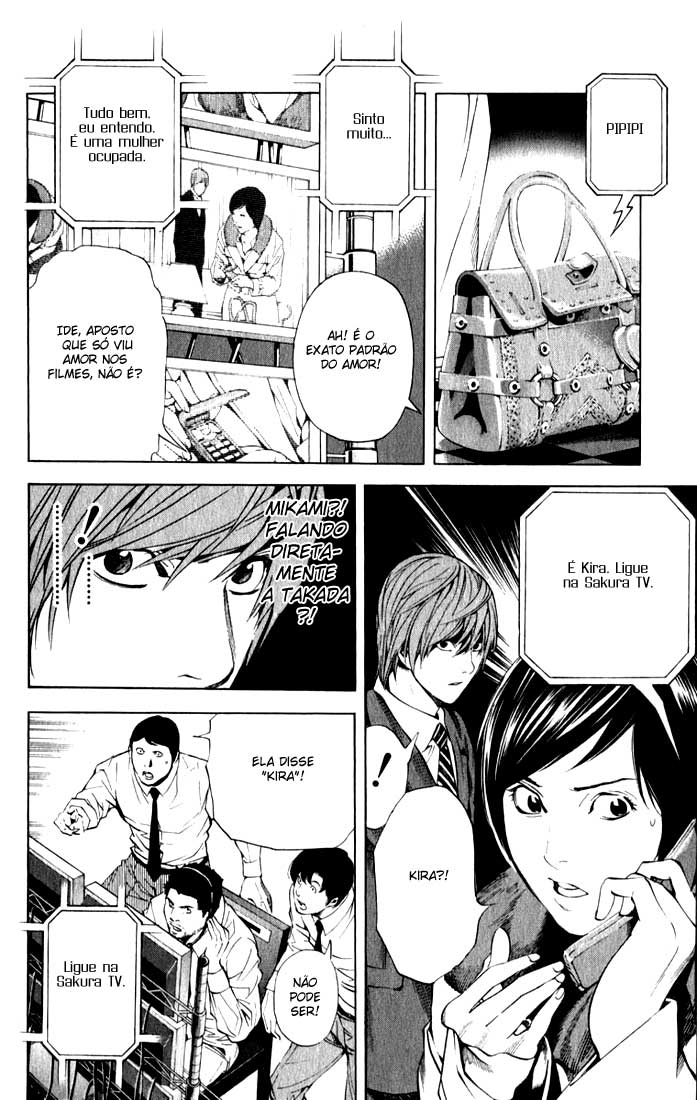 PIPIPI
Sinto
muito...
Tudo bem,
eu entendo.
É uma mulher
ocupada.
AH! É O
EXATO PADRÃO
DO AMOR!
IDE, APOSTO
QUE SÓ VIU
AMOR NOS
FILMES, NÃO É?
É Kira. Ligue
na Sakura TV.
!
KIRA?!
!
MIKAMI?!
FALANDO
DIRETA-
MENTE
A TAKADA
?!
ELA DISSE
"KIRA"!
NÃO
PODE
SER!
Ligue na
Sakura TV.